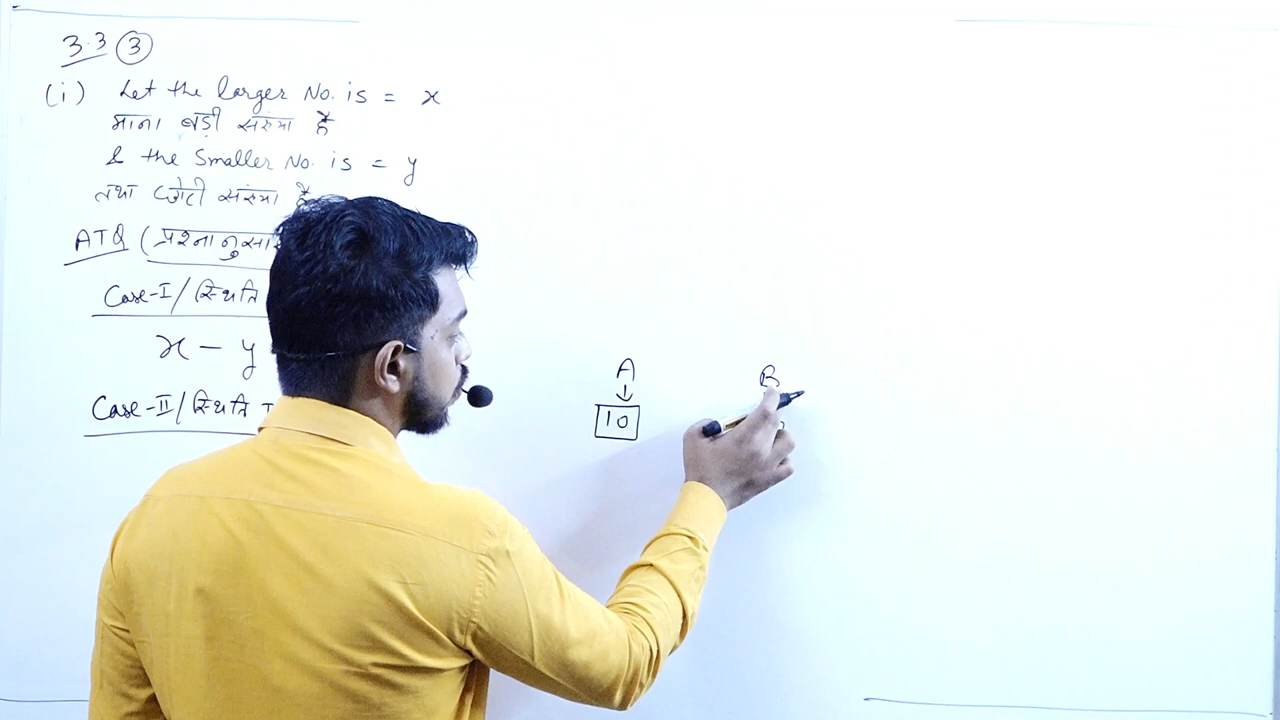 3.3 ③
(i) Let the larger No. is = x
माना बड़ी संख्या है
& the Smaller No. is = y
तथा छोटी संख्या है
ATQ (प्रश्नानुसार
Case-I/स्थिति
x - y
Case-II/स्थिति
A B
↓
10